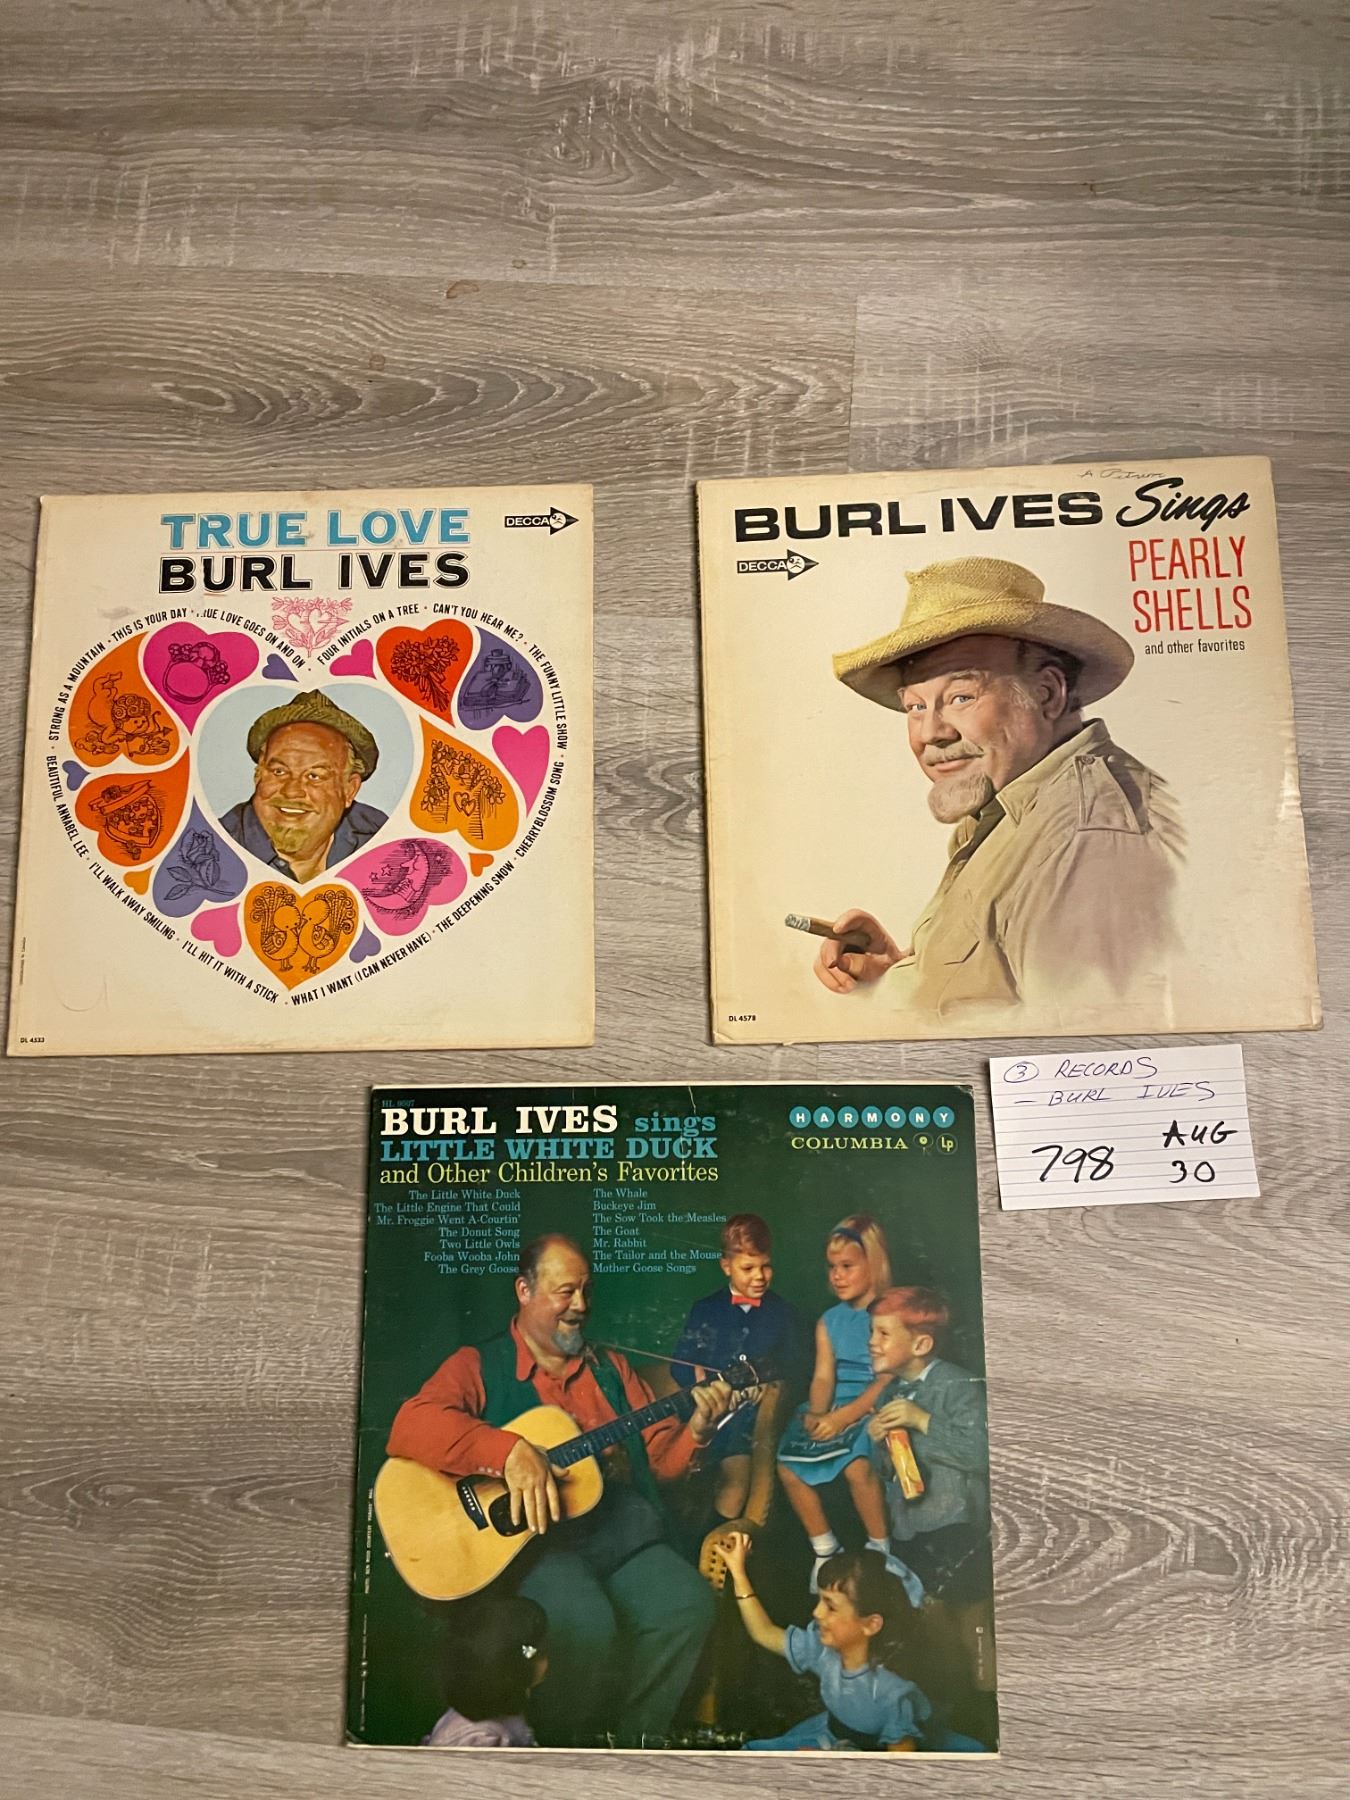 TRUE LOVE
DECCA
BURL IVES
STRONG AS A MOUNTAIN • THIS IS YOUR DAY • TRUE LOVE GOES ON AND ON • FOUR INITIALS ON A TREE • CAN'T YOU HEAR ME? • THE FUNNY LITTLE SHOW •
BEAUTIFUL ANNABEL LEE • I'LL WALK AWAY SMILING • I'LL HIT IT WITH A STICK • WHAT I WANT (I CAN NEVER HAVE) • THE DEEPENING SNOW • CHERRYBLOSSOM SONG •
DL 4533
BURL IVES Sings
DECCA
PEARLY
SHELLS
and other favorites
DL 4578
③ RECORDS
— BURL IVES
798 AUG
30
HL 9507
BURL IVES sings
LITTLE WHITE DUCK
and Other Children's Favorites
HARMONY
COLUMBIA Lp
The Little White Duck
The Little Engine That Could
Mr. Froggie Went A-Courtin'
The Donut Song
Two Little Owls
Fooba Wooba John
The Grey Goose
The Whale
Buckeye Jim
The Sow Took the Measles
The Goat
Mr. Rabbit
The Tailor and the Mouse
Mother Goose Songs